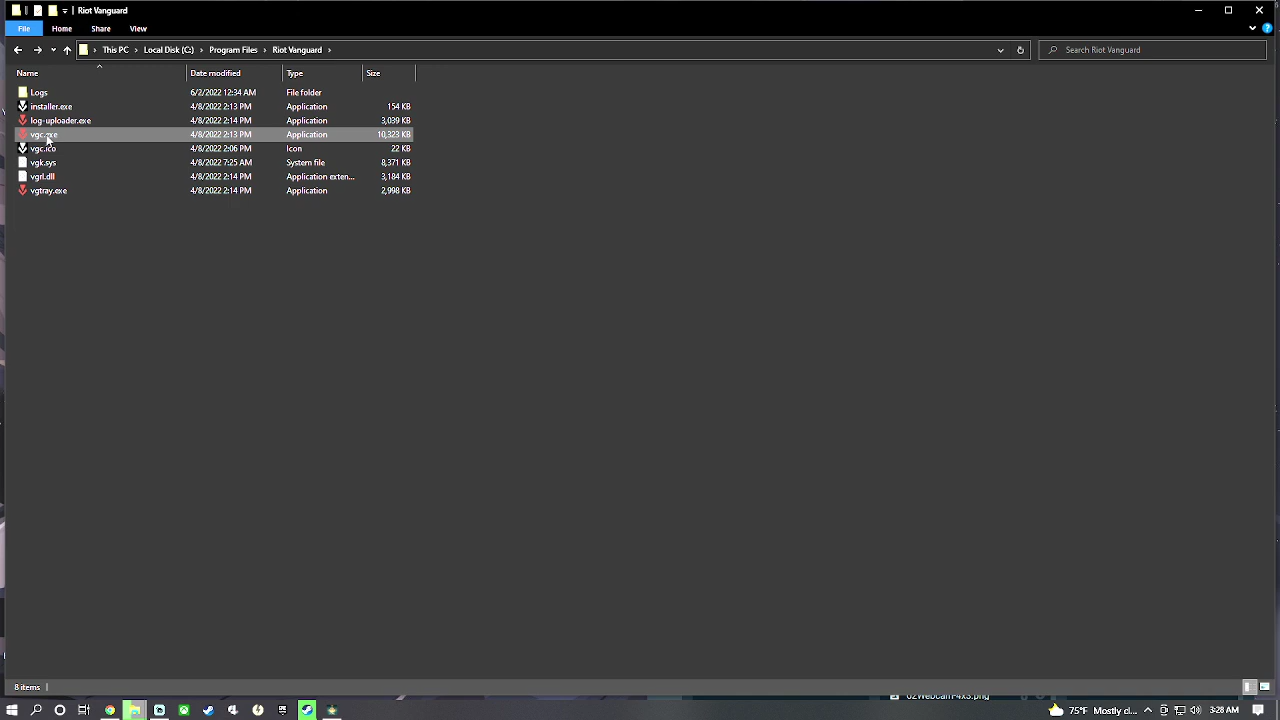 Riot Vanguard
File Home Share View
This PC Local Disk (C:) Program Files Riot Vanguard Search Riot Vanguard
Name Date modified Type Size
Logs 6/2/2022 12:34 AM File folder
installer.exe 4/8/2022 2:13 PM Application 154 KB
log-uploader.exe 4/8/2022 2:14 PM Application 3,039 KB
vgc.exe 4/8/2022 2:13 PM Application 10,323 KB
vgc.ico 4/8/2022 2:06 PM Icon 22 KB
vgk.sys 4/8/2022 7:25 AM System file 8,371 KB
vgrl.dll 4/8/2022 2:14 PM Application exten... 3,184 KB
vgtray.exe 4/8/2022 2:14 PM Application 2,998 KB
8 items
75°F Mostly cl... 3:28 AM